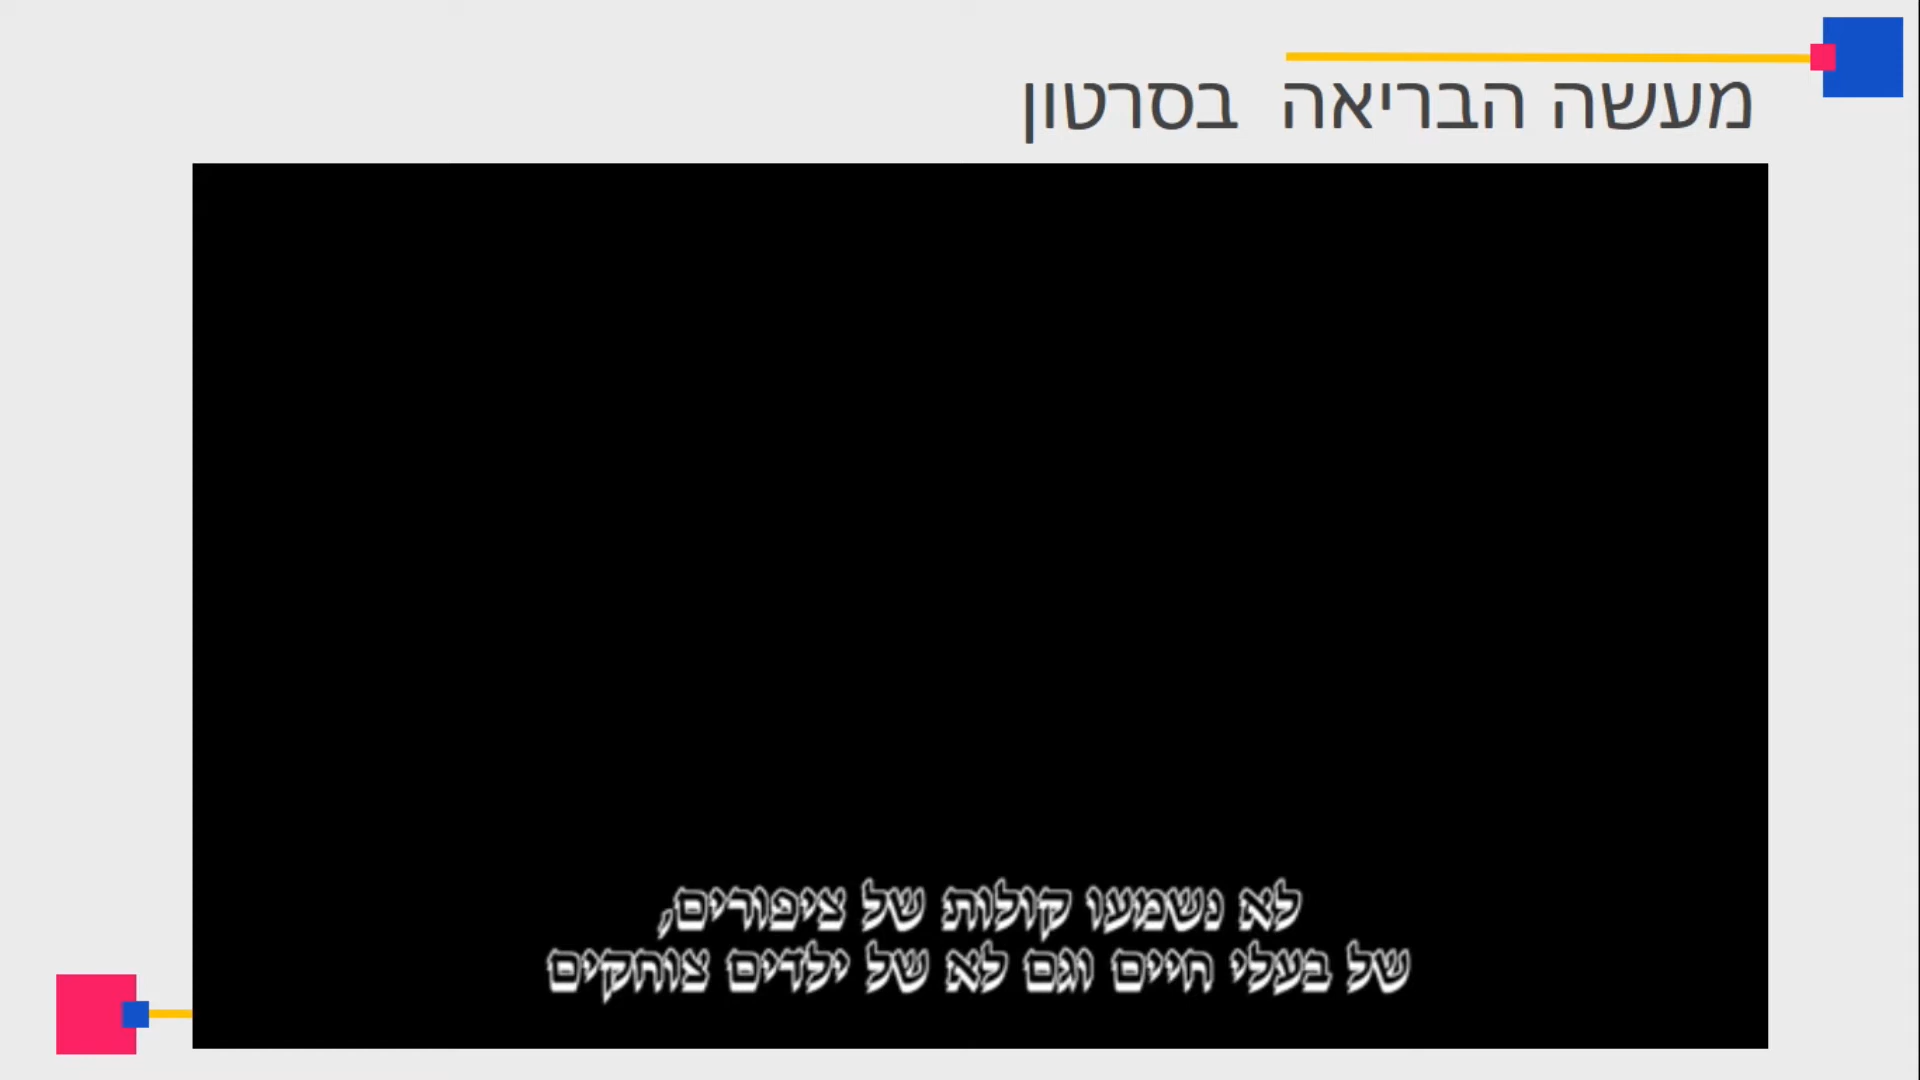 מעשה הבריאה בסרטון
לא נשמעו קולות של ציפורים,
של בעלי חיים וגם לא של ילדים צוחקים